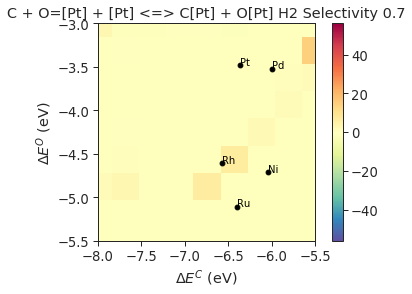 C + O=[Pt] + [Pt] <=> C[Pt] + O[Pt] H2 Selectivity 0.7
−3.0
−3.5
−4.0
−4.5
−5.0
−5.5
ΔE^O (eV)
Pt
Pd
Rh
Ni
Ru
−8.0 −7.5 −7.0 −6.5 −6.0 −5.5
ΔE^C (eV)
40
20
0
−20
−40